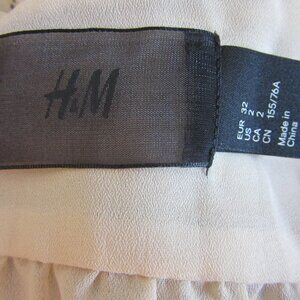 H&M
EUR 32
US 2
CA 2
CN 155/76A
Made in
China